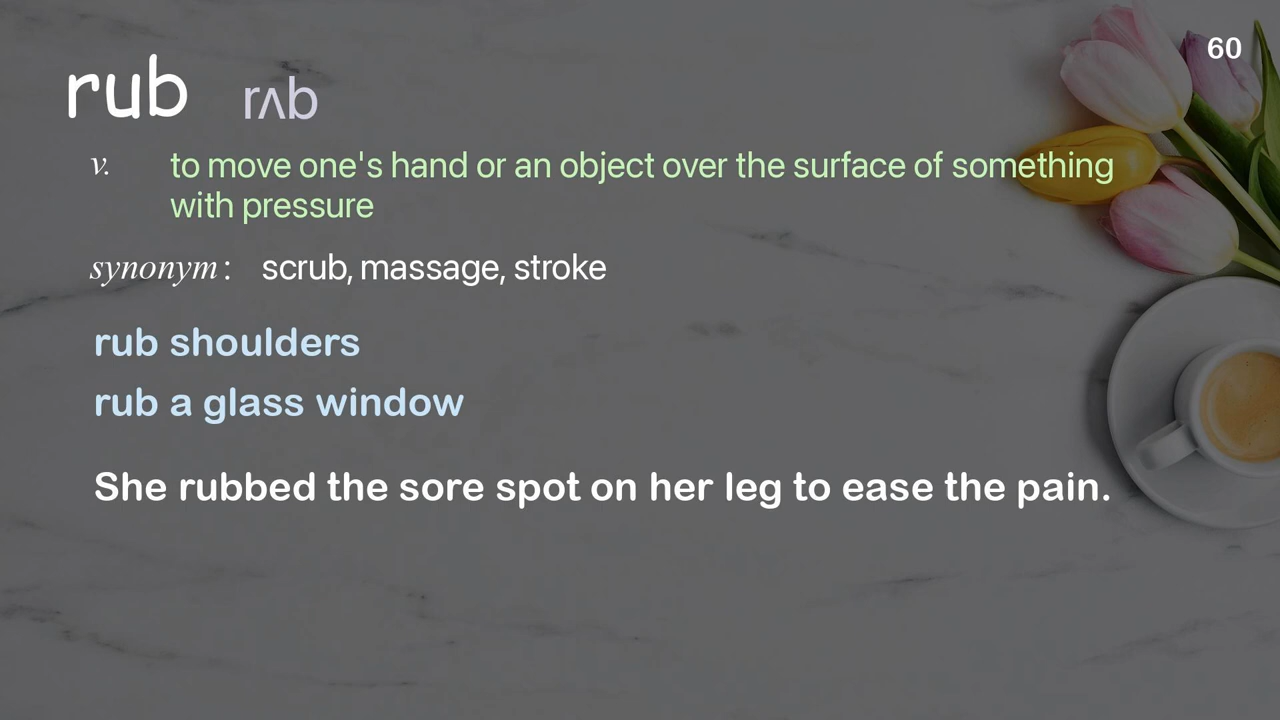 60
rub rʌb
v. to move one's hand or an object over the surface of something
with pressure
synonym: scrub, massage, stroke
rub shoulders
rub a glass window
She rubbed the sore spot on her leg to ease the pain.